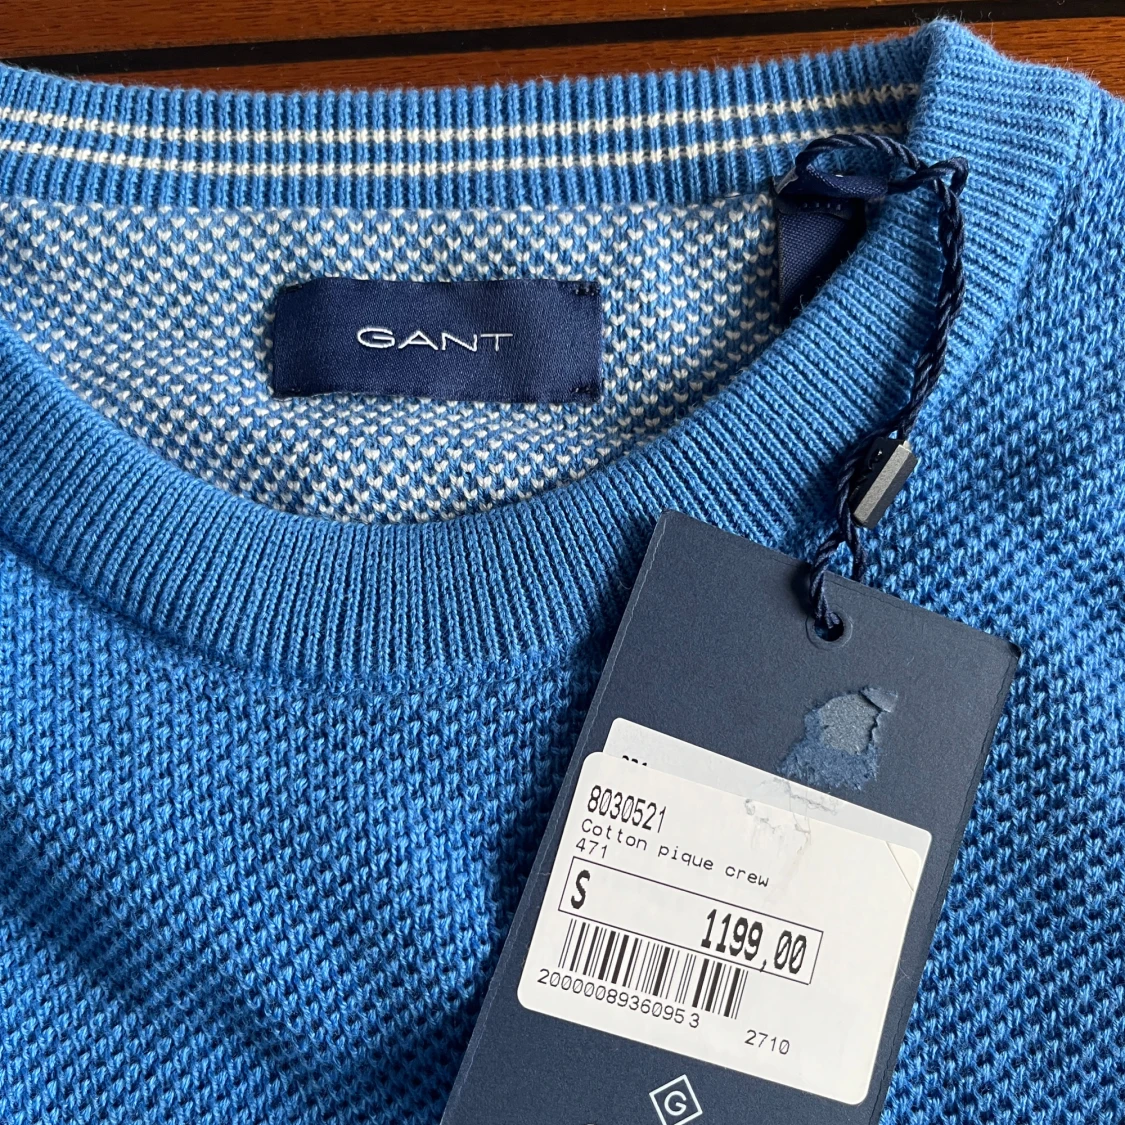 GANT
8030521
Cotton pique crew
471
S 1199,00
2000008936095 3
2710
G